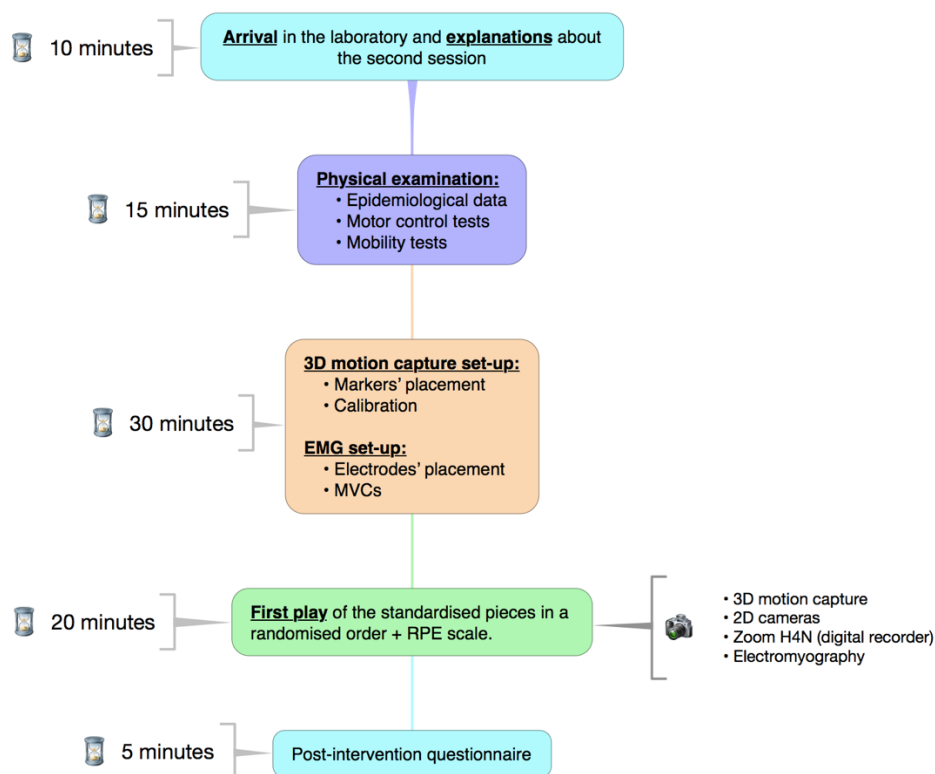 10 minutes
Arrival in the laboratory and explanations about
the second session
15 minutes
Physical examination:
• Epidemiological data
• Motor control tests
• Mobility tests
30 minutes
3D motion capture set-up:
• Markers’ placement
• Calibration
EMG set-up:
• Electrodes’ placement
• MVCs
20 minutes
First play of the standardised pieces in a
randomised order + RPE scale.
• 3D motion capture
• 2D cameras
• Zoom H4N (digital recorder)
• Electromyography
5 minutes
Post-intervention questionnaire